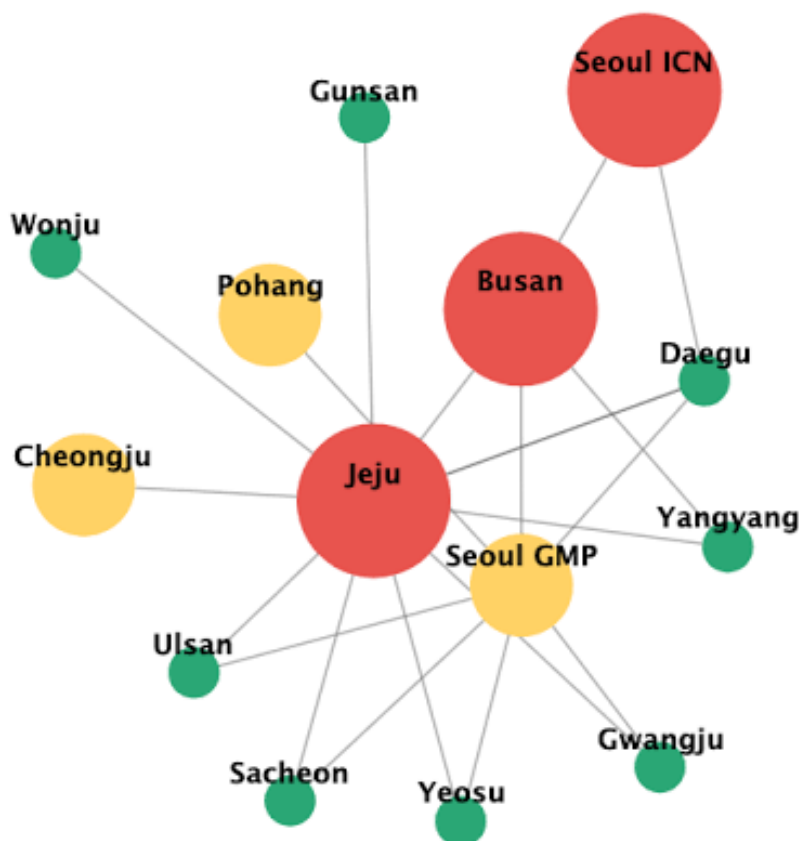 Seoul ICN
Gunsan
Wonju
Pohang
Busan
Daegu
Cheongju
Jeju
Yangyang
Seoul GMP
Ulsan
Gwangju
Sacheon
Yeosu